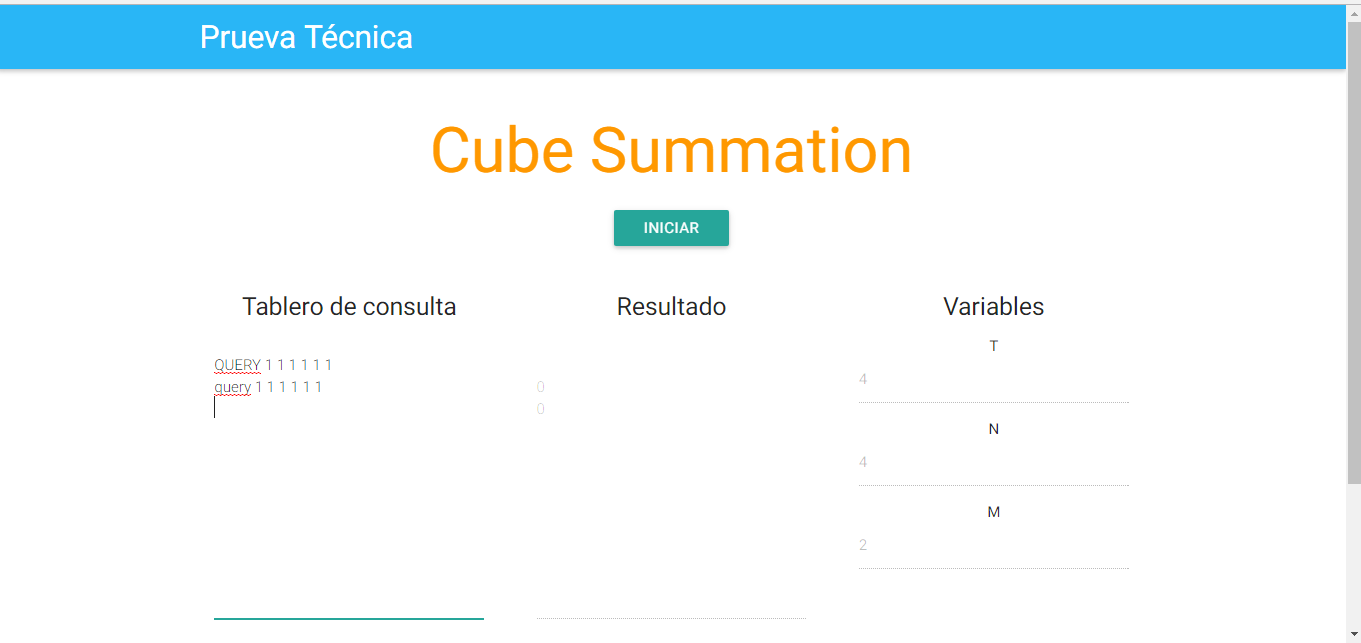 Prueva Técnica
Cube Summation
INICIAR
Tablero de consulta
QUERY 1 1 1 1 1 1
query 1 1 1 1 1 1
Resultado
0
0
Variables
T
4
N
4
M
2